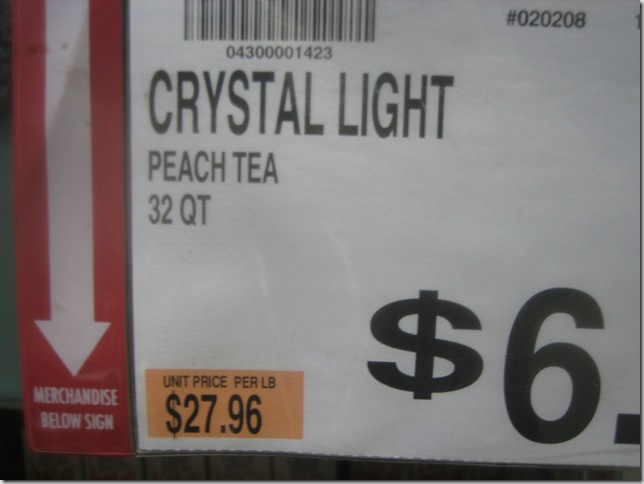 04300001423
#020208
CRYSTAL LIGHT
PEACH TEA
32 QT
$6.
UNIT PRICE PER LB
$27.96
MERCHANDISE
BELOW SIGN